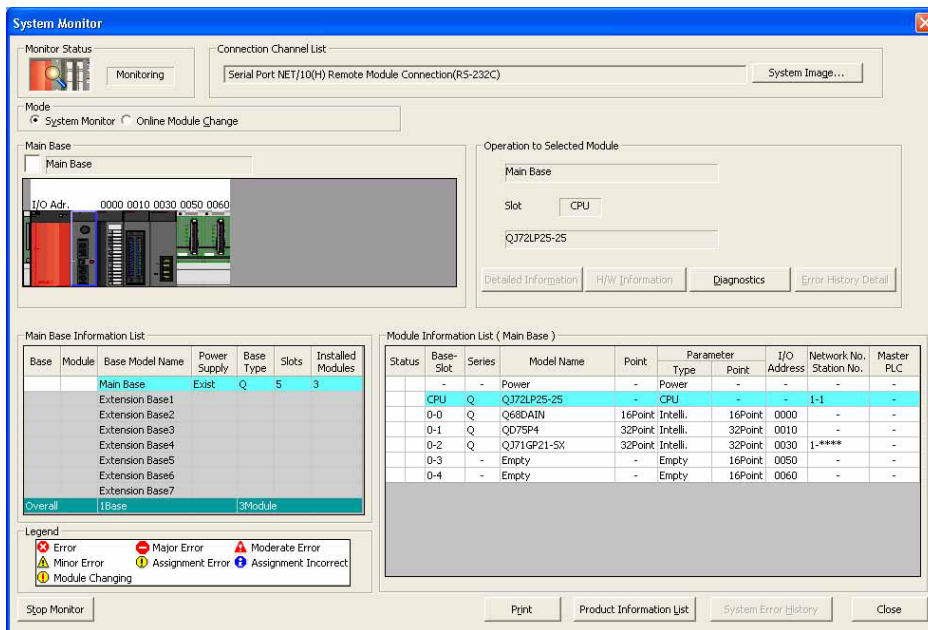 System Monitor
Monitor Status
Monitoring
Connection Channel List
Serial Port NET/10(H) Remote Module Connection(RS-232C)
System Image...
Mode
System Monitor Online Module Change
Main Base
Main Base
I/O Adr. 0000 0010 0030 0050 0060
Operation to Selected Module
Main Base
Slot CPU
QJ72LP25-25
Detailed Information H/W Information Diagnostics Error History Detail
Main Base Information List
Base Module Base Model Name Power Supply Base Type Slots Installed Modules
Main Base Exist Q 5 3
Extension Base1
Extension Base2
Extension Base3
Extension Base4
Extension Base5
Extension Base6
Extension Base7
Overall 1Base 3Module
Module Information List ( Main Base )
Status Base-Slot Series Model Name Point Parameter Type Point I/O Address Network No. Station No. Master PLC
- - Power - Power - - - -
CPU Q QJ72LP25-25 - CPU - - 1-1 -
0-0 Q Q68DAIN 16Point Intelli. 16Point 0000 - -
0-1 Q QD75P4 32Point Intelli. 32Point 0010 - -
0-2 Q QJ71GP21-SX 32Point Intelli. 32Point 0030 1-**** -
0-3 - Empty - Empty 16Point 0050 - -
0-4 - Empty - Empty 16Point 0060 - -
Legend
Error Major Error Moderate Error
Minor Error Assignment Error Assignment Incorrect
Module Changing
Stop Monitor Print Product Information List System Error History Close